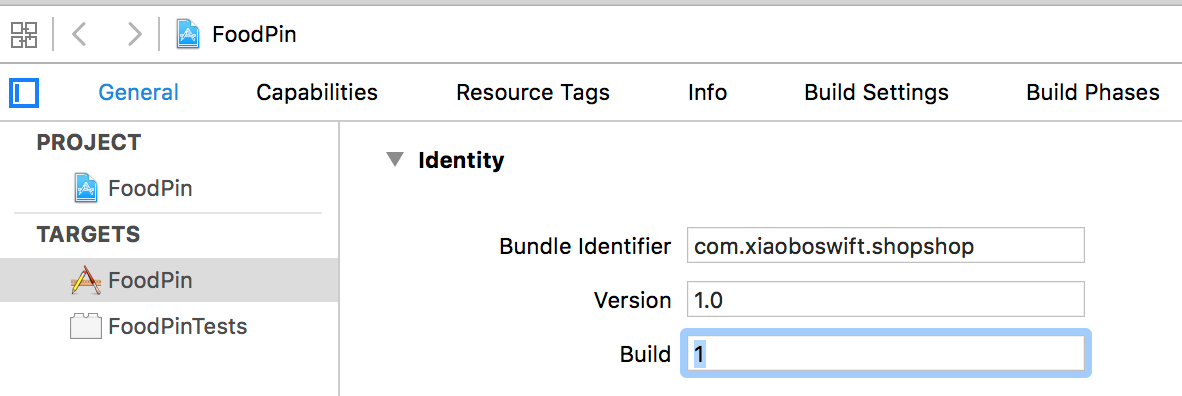 FoodPin
General Capabilities Resource Tags Info Build Settings Build Phases
PROJECT
FoodPin
TARGETS
FoodPin
FoodPinTests
Identity
Bundle Identifier com.xiaoboswift.shopshop
Version 1.0
Build 1